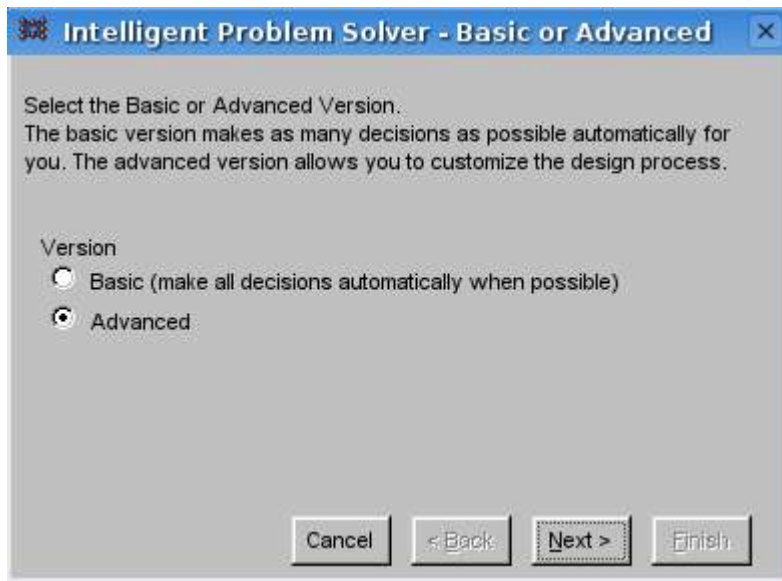 Intelligent Problem Solver - Basic or Advanced
Select the Basic or Advanced Version.
The basic version makes as many decisions as possible automatically for
you. The advanced version allows you to customize the design process.
Version
Basic (make all decisions automatically when possible)
Advanced
Cancel < Back Next > Finish